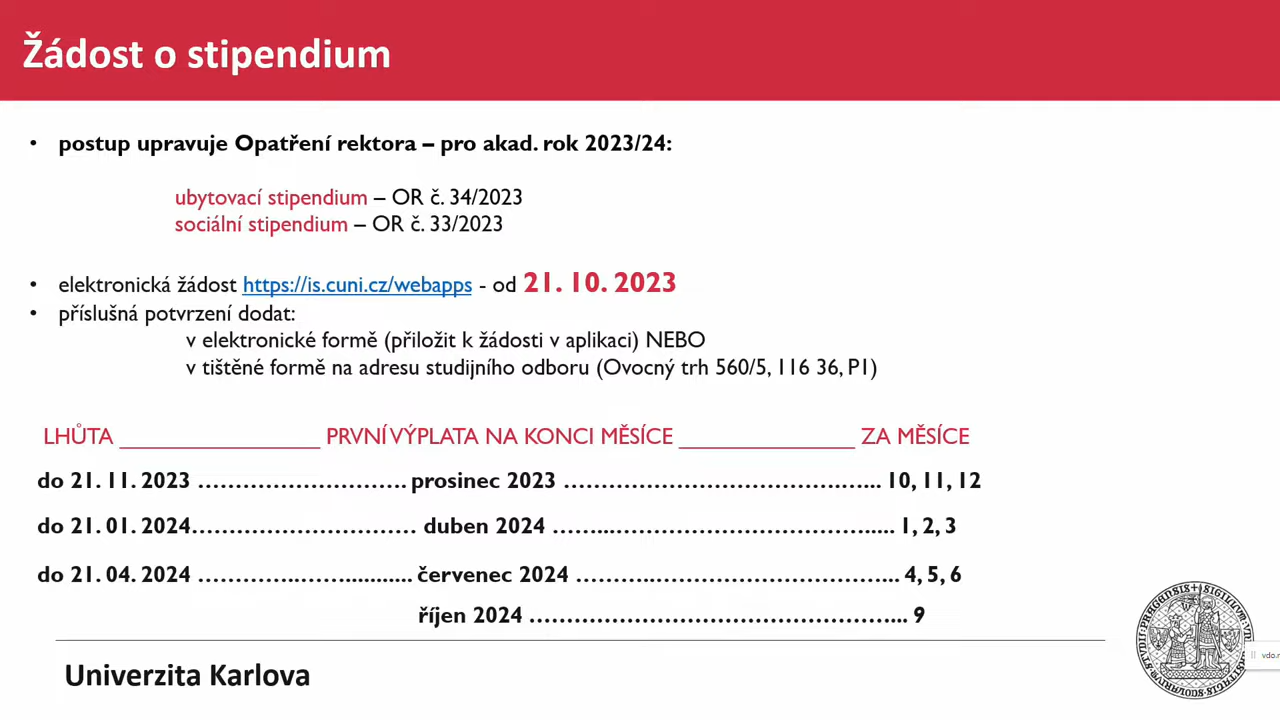 Žádost o stipendium
• postup upravuje Opatření rektora – pro akad. rok 2023/24:
ubytovací stipendium – OR č. 34/2023
sociální stipendium – OR č. 33/2023
• elektronická žádost https://is.cuni.cz/webapps - od 21. 10. 2023
• příslušná potvrzení dodat:
v elektronické formě (přiložit k žádosti v aplikaci) NEBO
v tištěné formě na adresu studijního odboru (Ovocný trh 560/5, 116 36, P1)
LHŮTA ________________ PRVNÍ VÝPLATA NA KONCI MĚSÍCE ______________ ZA MĚSÍCE
do 21. 11. 2023 ………………………….. prosinec 2023 ……………………………………….…... 10, 11, 12
do 21. 01. 2024………………………… duben 2024 ……...………………………………..... 1, 2, 3
do 21. 04. 2024 …………..……........... červenec 2024 ………..……………………………... 4, 5, 6
říjen 2024 ………………………………………... 9
Univerzita Karlova
vdo.n